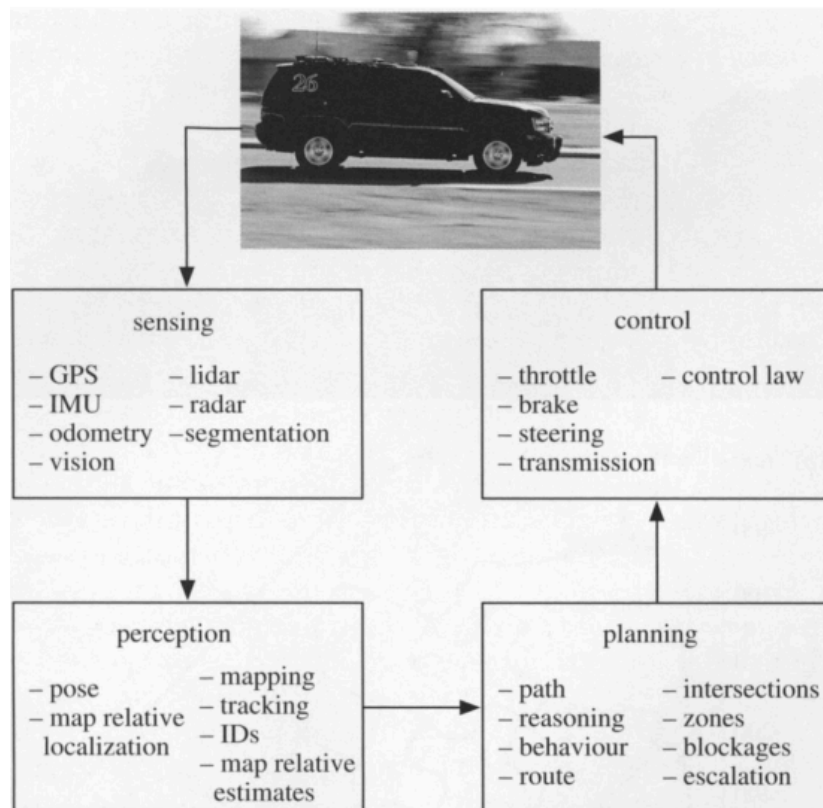 26
sensing
– GPS
– IMU
– odometry
– vision
– lidar
– radar
–segmentation
control
– throttle
– brake
– steering
– transmission
– control law
perception
– pose
– map relative
localization
– mapping
– tracking
– IDs
– map relative
estimates
planning
– path
– reasoning
– behaviour
– route
– intersections
– zones
– blockages
– escalation